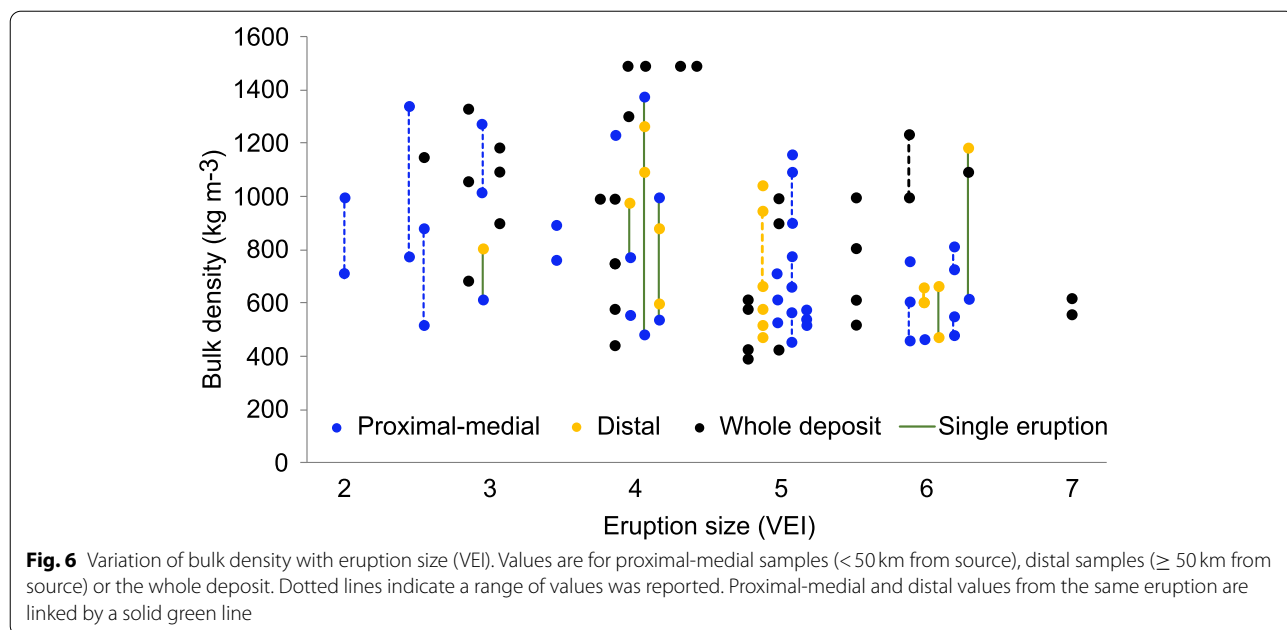 1600
1400
1200
1000
800
600
400
200
0
Bulk density (kg m-3)
Proximal-medial Distal Whole deposit Single eruption
2 3 4 5 6 7
Eruption size (VEI)
Fig. 6 Variation of bulk density with eruption size (VEI). Values are for proximal-medial samples (< 50 km from source), distal samples (≥ 50 km from
source) or the whole deposit. Dotted lines indicate a range of values was reported. Proximal-medial and distal values from the same eruption are
linked by a solid green line